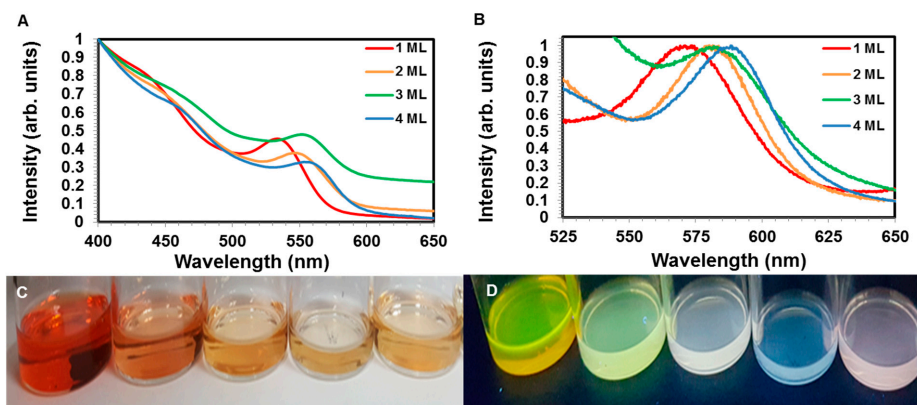 A
Intensity (arb. units)
1
0.9
0.8
0.7
0.6
0.5
0.4
0.3
0.2
0.1
0
400 450 500 550 600 650
Wavelength (nm)
1 ML
2 ML
3 ML
4 ML
B
Intensity (arb. units)
1
0.9
0.8
0.7
0.6
0.5
0.4
0.3
0.2
0.1
0
525 550 575 600 625 650
Wavelength (nm)
1 ML
2 ML
3 ML
4 ML
C
D